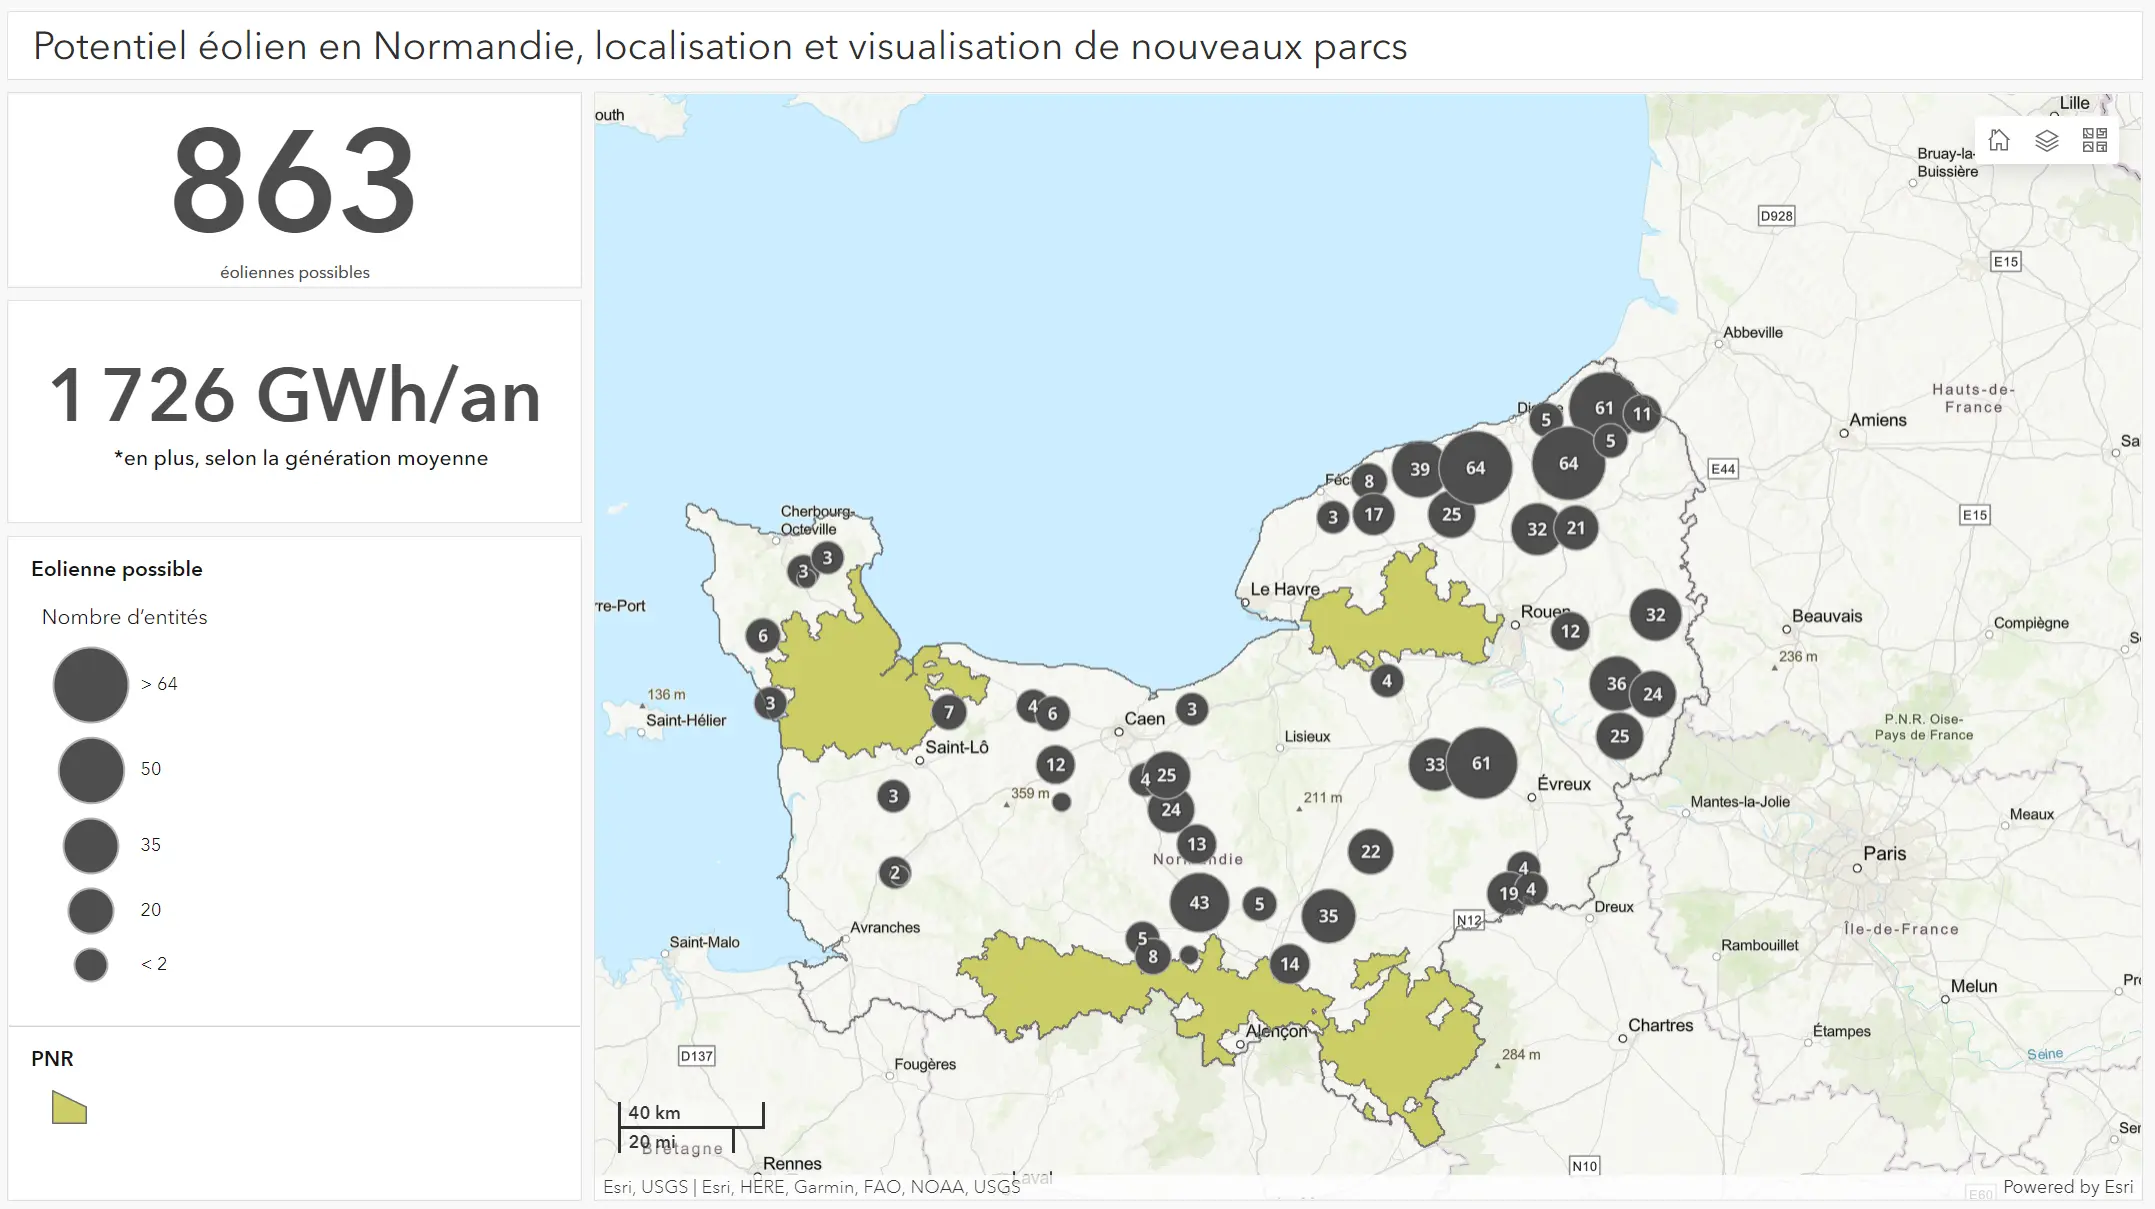 Potentiel éolien en Normandie, localisation et visualisation de nouveaux parcs
863
éoliennes possibles
1 726 GWh/an
*en plus, selon la génération moyenne
Eolienne possible
Nombre d'entités
> 64
50
35
20
< 2
PNR
outh
Lille
Bruay-la-
Buissière
D928
E15
Abbeville
Hauts-de-
France
Amiens
Sa
E44
E15
61
11
5
5
64
39
64
8
3
17
25
32
21
Cherbourg-
Octeville
3
3
Le Havre
re-Port
Rouen
12
32
Beauvais
Compiègne
S
236 m
6
4
36
24
3
136 m
Saint-Hélier
7
4
6
Caen
3
P.N.R. Oise-
Pays de France
25
Saint-Lô
Lisieux
12
4
25
33
61
Évreux
3
359 m
24
211 m
Mantes-la-Jolie
Meaux
13
Normandie
22
Paris
2
4
19
4
43
5
35
N12
Dreux
Avranches
Saint-Malo
5
8
14
Île-de-France
Rambouillet
Melun
Pro
Alençon
Chartres
Étampes
D137
Fougères
284 m
Seine
40 km
20 mi
Bretagne
Rennes
Laval
N10
Sen
E60
Esri, USGS | Esri, HERE, Garmin, FAO, NOAA, USGS
Powered by Esri